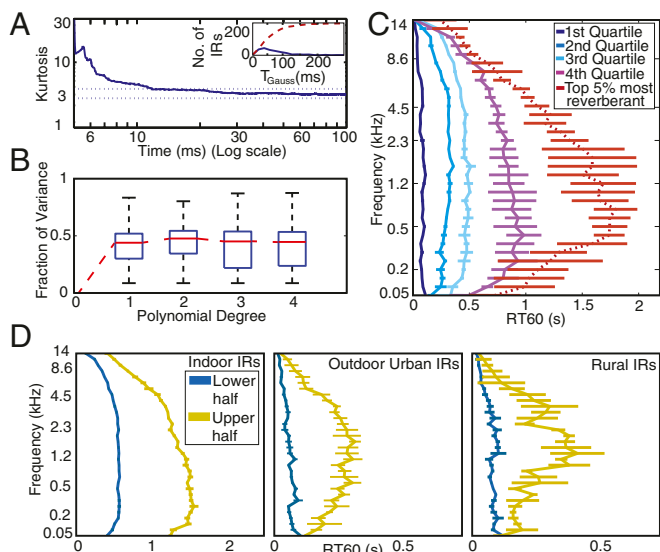 A
30
10
3
1
Kurtosis
6
10
30
60
100
Time (ms) (Log scale)
No. of
IRs
200
0
0
100
200
T_Gauss(ms)
B
1
0.5
0
Fraction of Variance
1
2
3
4
Polynomial Degree
C
14
8.6
4.5
2.3
1.2
0.5
0.2
0.05
Frequency (kHz)
0
0.5
1
1.5
2
RT60 (s)
1st Quartile
2nd Quartile
3rd Quartile
4th Quartile
Top 5% most
reverberant
D
14
8.6
4.5
2.3
1.2
0.5
0.2
0.05
Frequency (kHz)
Indoor IRs
Lower
half
Upper
half
0
1
2
Outdoor Urban IRs
0
0.5
RT60 (s)
Rural IRs
0
0.5